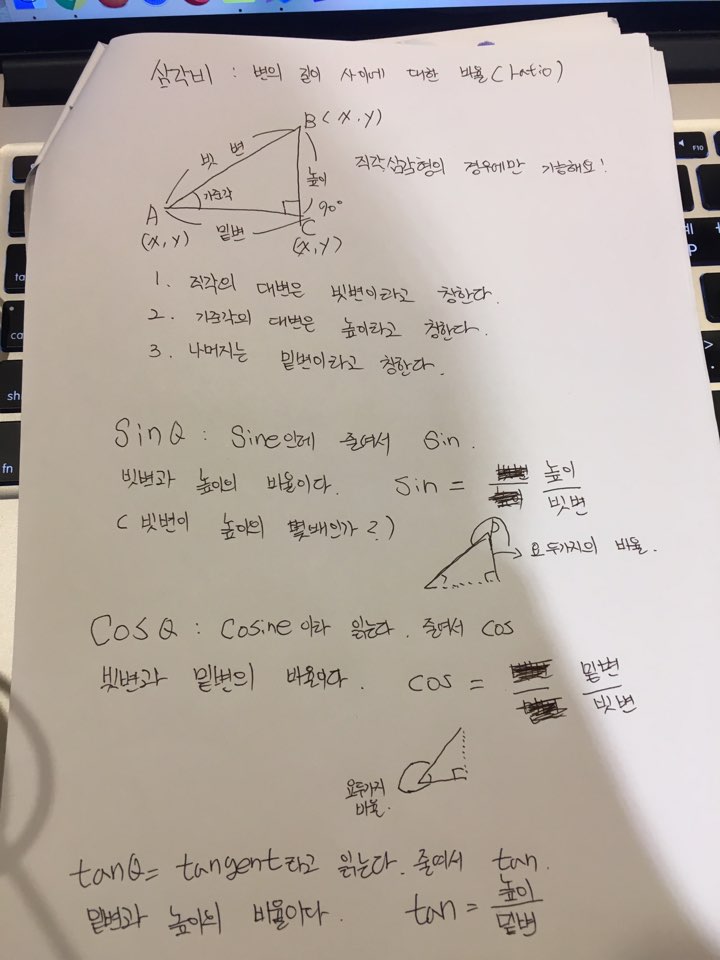 삼각비 : 변의 길이 사이에 대한 비율(ratio)
B(x,y)
빗 변
높이
직각삼각형의 경우에만 가능해요!
기준각
90°
A
C
(x,y)
밑변
(x,y)
1. 직각의 대변은 빗변이라고 칭한다.
2. 기준각의 대변은 높이라고 칭한다.
3. 나머지는 밑변이라고 칭한다.
Sin θ : Sine인데 줄여서 Sin.
빗변과 높이의 비율이다. Sin = 높이 / 빗변
( 빗변이 높이의 몇배인가?)
요 두가지의 비율.
?
Cos θ : Cosine 이라 읽는다. 줄여서 cos
빗변과 밑변의 비율이다. cos = 밑변 / 빗변
요두가지
비율.
tanθ= tangent라고 읽는다. 줄여서 tan.
밑변과 높이의 비율이다. tan = 높이 / 밑변
fn
F10